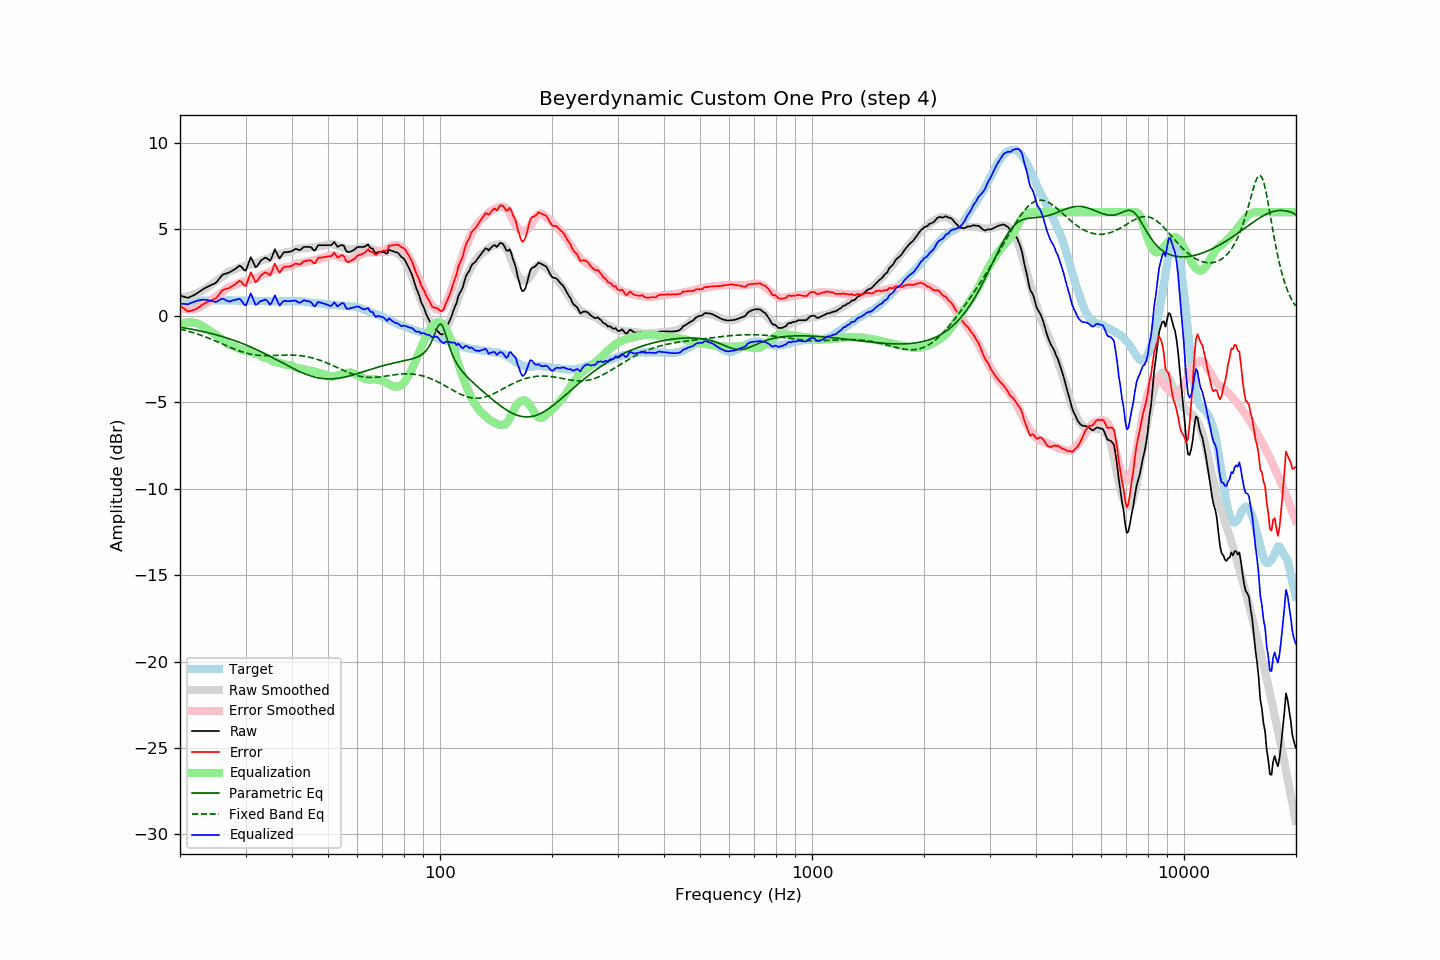 Beyerdynamic Custom One Pro (step 4)
Amplitude (dBr)
10
5
0
−5
−10
−15
−20
−25
−30
Target
Raw Smoothed
Error Smoothed
Raw
Error
Equalization
Parametric Eq
Fixed Band Eq
Equalized
100
1000
10000
Frequency (Hz)